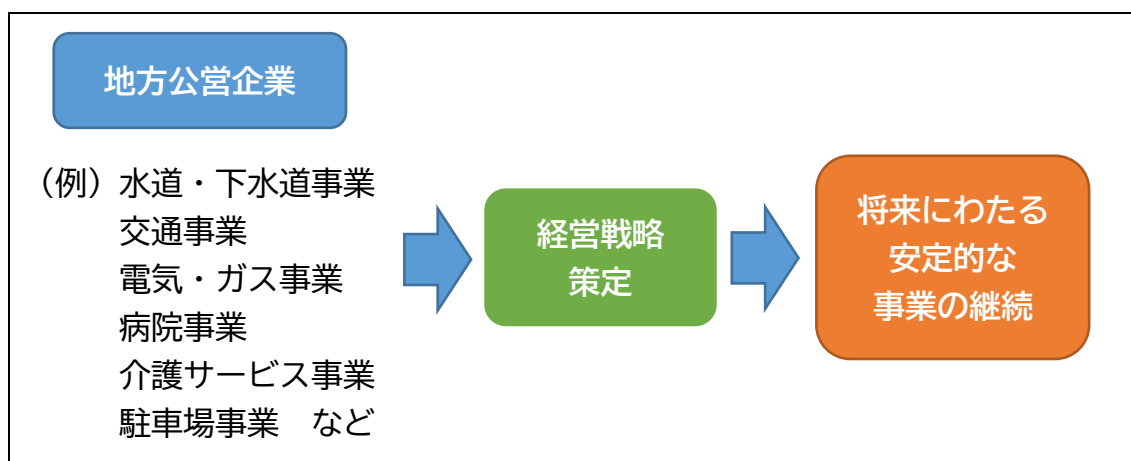 地方公営企業
（例）水道・下水道事業
交通事業
電気・ガス事業
病院事業
介護サービス事業
駐車場事業　など
経営戦略
策定
将来にわたる
安定的な
事業の継続